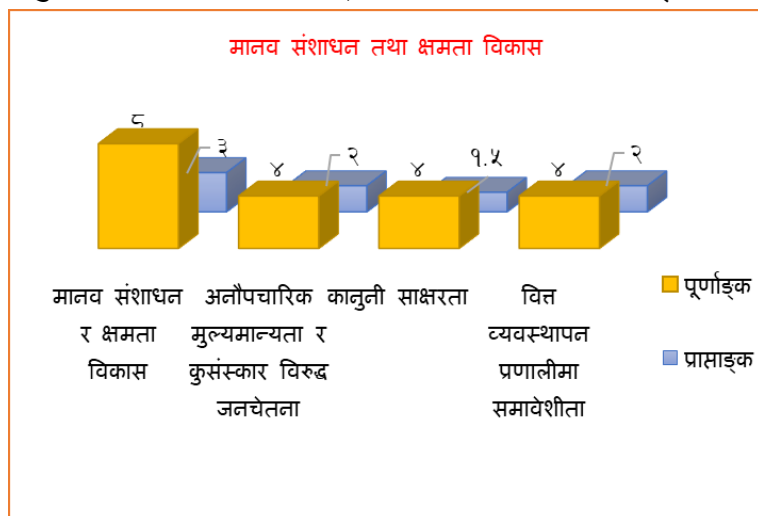 मानव संशाधन तथा क्षमता विकास
८
३
४
२
४
१.५
४
२
मानव संशाधन
र क्षमता
विकास
अनौपचारिक
मुल्यमान्यता र
कुसंस्कार विरुद्ध
जनचेतना
कानुनी साक्षरता
वित्त
व्यवस्थापन
प्रणालीमा
समावेशीता
पूर्णाङ्क
प्राप्ताङ्क